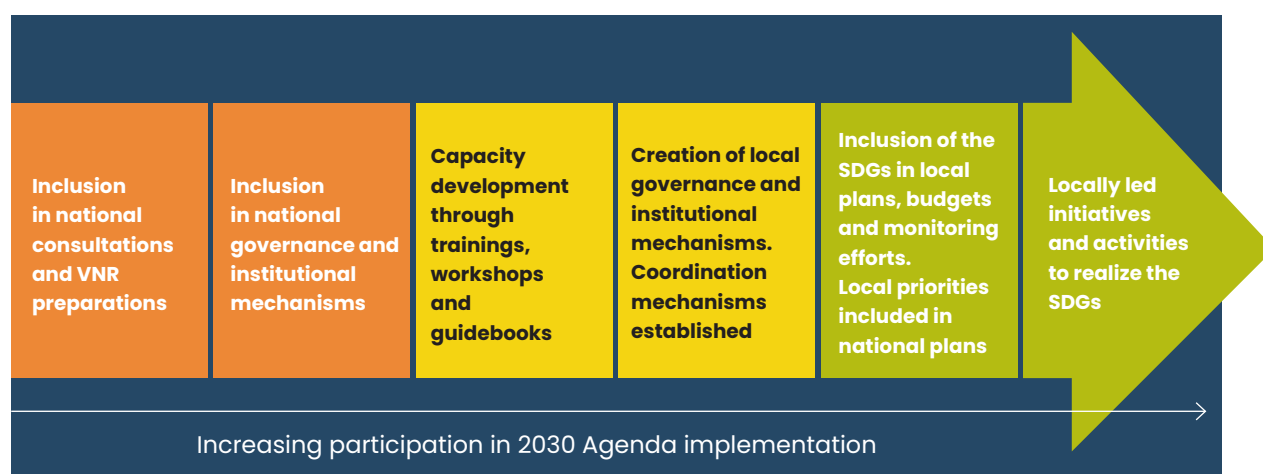 Inclusion
in national
consultations
and VNR
preparations
Inclusion
in national
governance and
institutional
mechanisms
Capacity
development
through
trainings,
workshops
and
guidebooks
Creation of local
governance and
institutional
mechanisms.
Coordination
mechanisms
established
Inclusion of the
SDGs in local
plans, budgets
and monitoring
efforts.
Local priorities
included in
national plans
Locally led
initiatives
and activities
to realize the
SDGs
Increasing participation in 2030 Agenda implementation